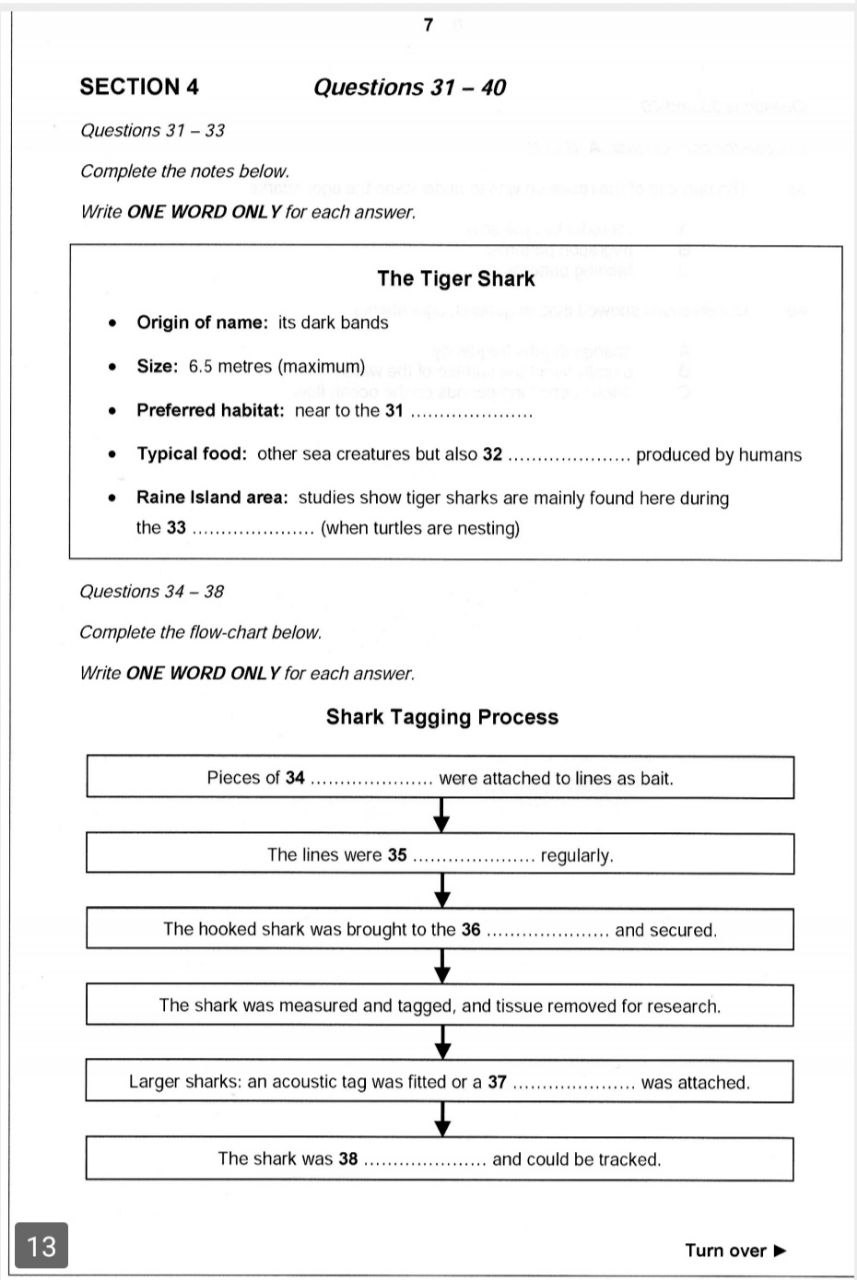 7
SECTION 4 Questions 31 – 40
Questions 31 – 33
Complete the notes below.
Write ONE WORD ONLY for each answer.
The Tiger Shark
• Origin of name: its dark bands
• Size: 6.5 metres (maximum)
• Preferred habitat: near to the 31 .....................
• Typical food: other sea creatures but also 32 ..................... produced by humans
• Raine Island area: studies show tiger sharks are mainly found here during
the 33 ..................... (when turtles are nesting)
Questions 34 – 38
Complete the flow-chart below.
Write ONE WORD ONLY for each answer.
Shark Tagging Process
Pieces of 34 ..................... were attached to lines as bait.
The lines were 35 ..................... regularly.
The hooked shark was brought to the 36 ..................... and secured.
The shark was measured and tagged, and tissue removed for research.
Larger sharks: an acoustic tag was fitted or a 37 ..................... was attached.
The shark was 38 ..................... and could be tracked.
13
Turn over ►